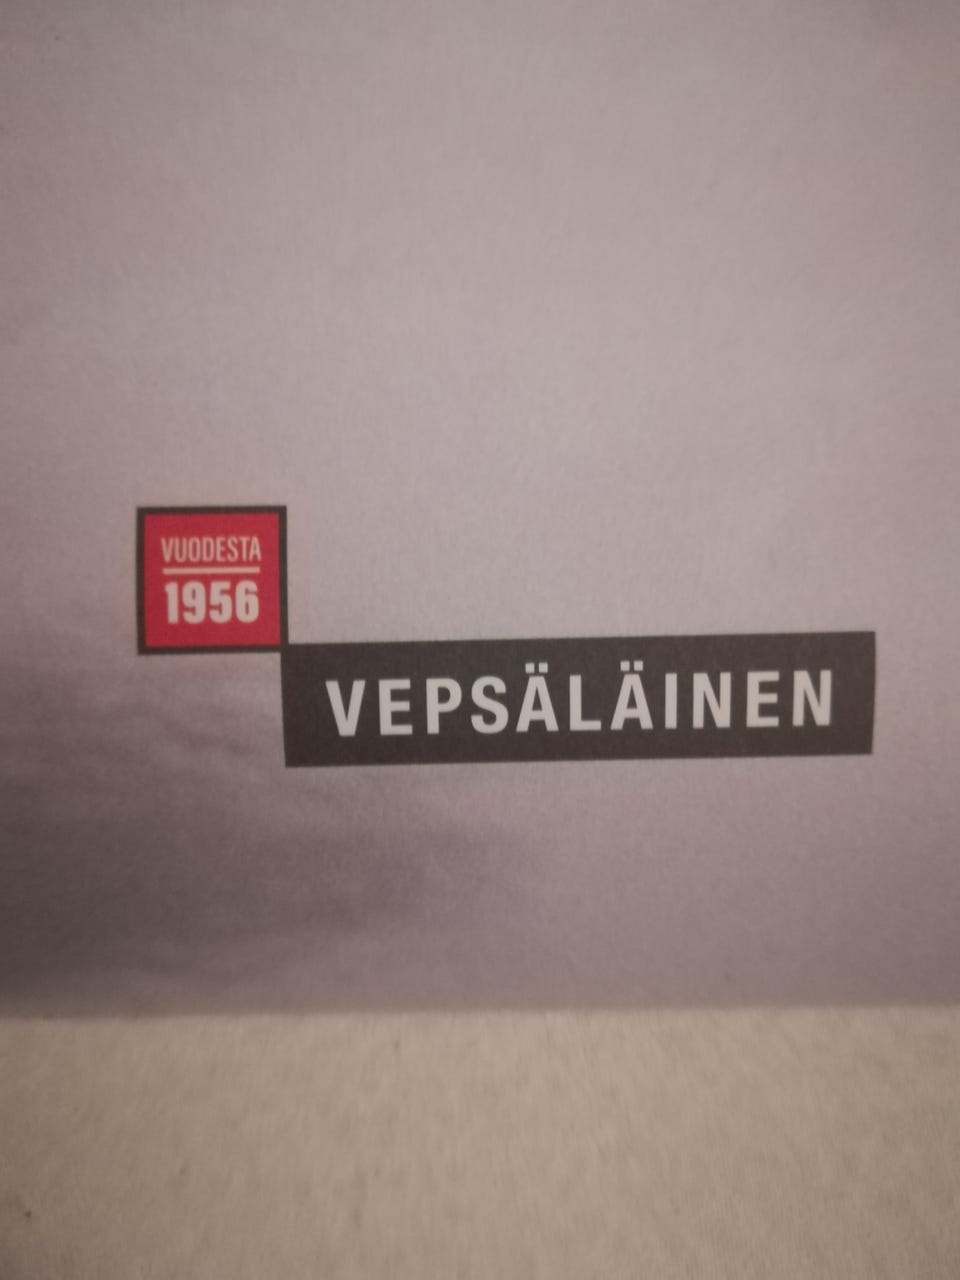 VUODESTA
1956
VEPSÄLÄINEN